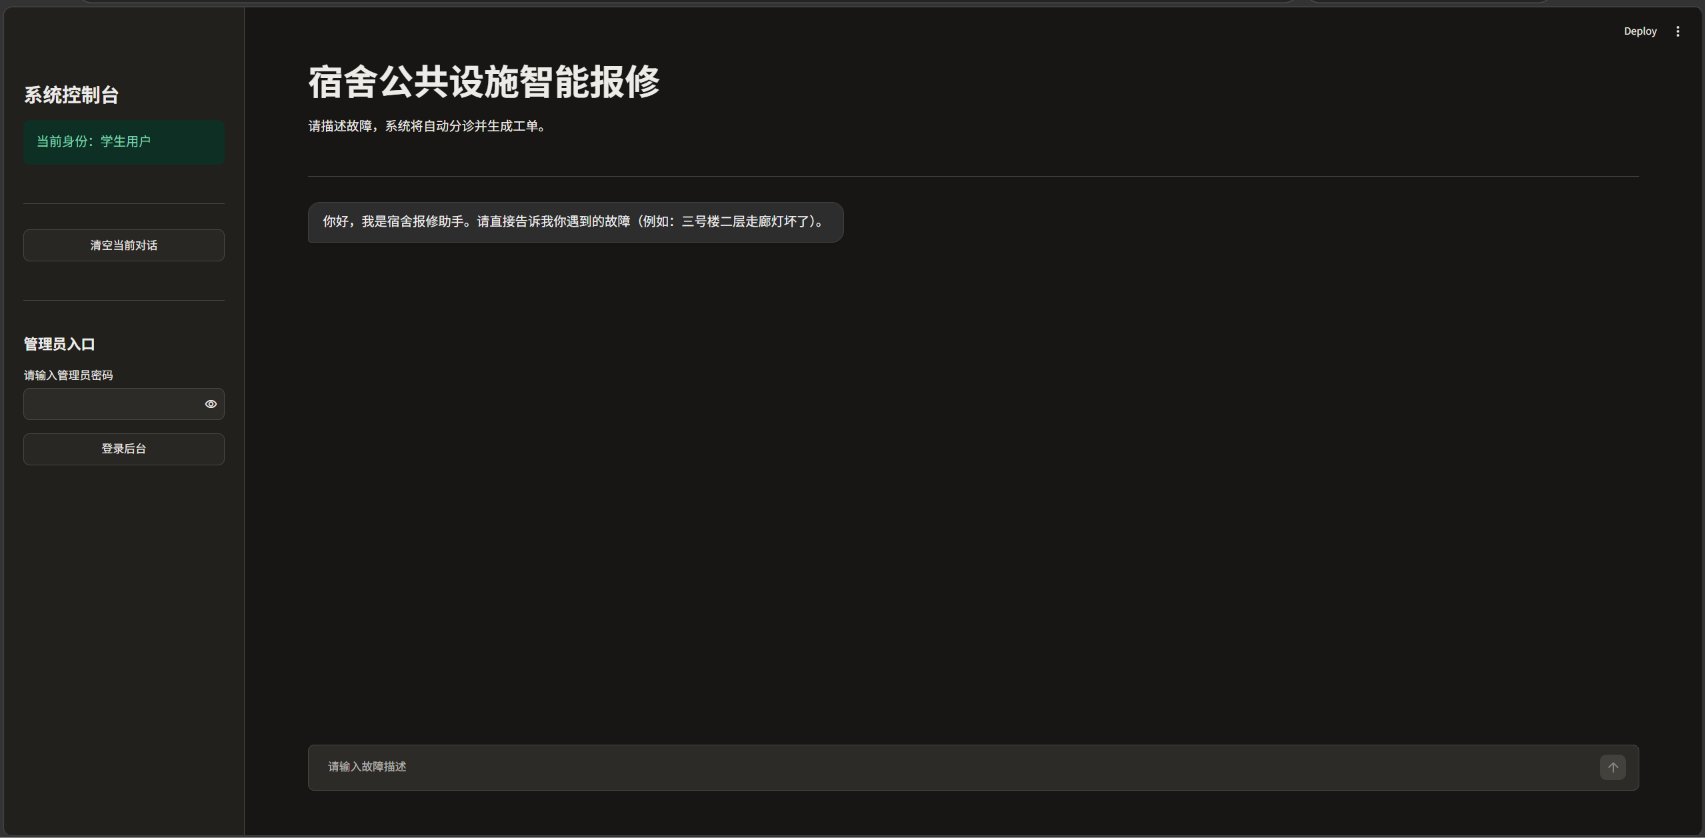 Deploy
系统控制台
当前身份：学生用户
清空当前对话
管理员入口
请输入管理员密码
登录后台
宿舍公共设施智能报修
请描述故障，系统将自动分诊并生成工单。
你好，我是宿舍报修助手。请直接告诉我你遇到的故障（例如：三号楼二层走廊灯坏了）。
请输入故障描述